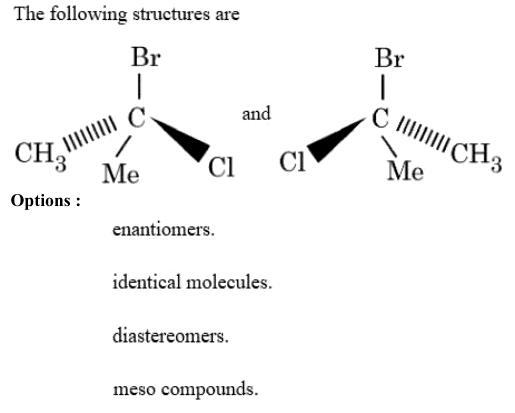 The following structures are
Br Br
C and C
CH3 Me Cl Cl Me CH3
Options :
enantiomers.
identical molecules.
diastereomers.
meso compounds.